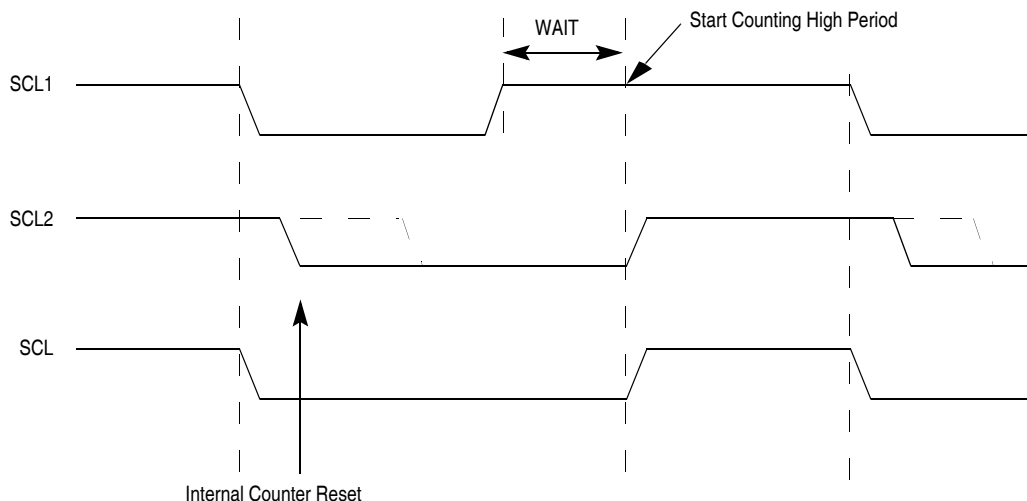 Start Counting High Period
WAIT
SCL1
SCL2
SCL
Internal Counter Reset